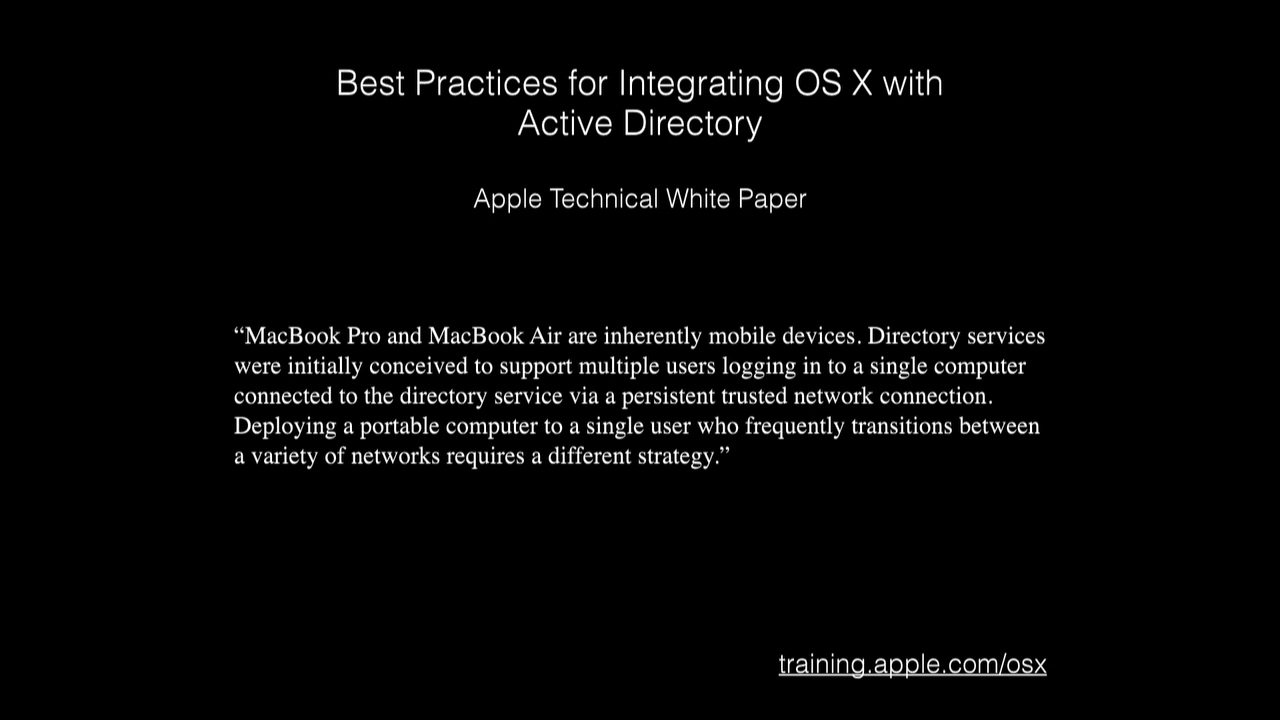 Best Practices for Integrating OS X with
Active Directory
Apple Technical White Paper
“MacBook Pro and MacBook Air are inherently mobile devices. Directory services
were initially conceived to support multiple users logging in to a single computer
connected to the directory service via a persistent trusted network connection.
Deploying a portable computer to a single user who frequently transitions between
a variety of networks requires a different strategy.”
training.apple.com/osx